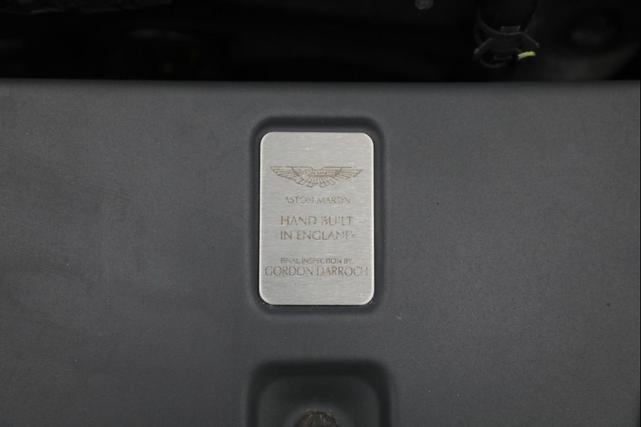 ASTON MARTIN
HAND BUILT
IN ENGLAND
FINAL INSPECTION BY
GORDON DARROCH